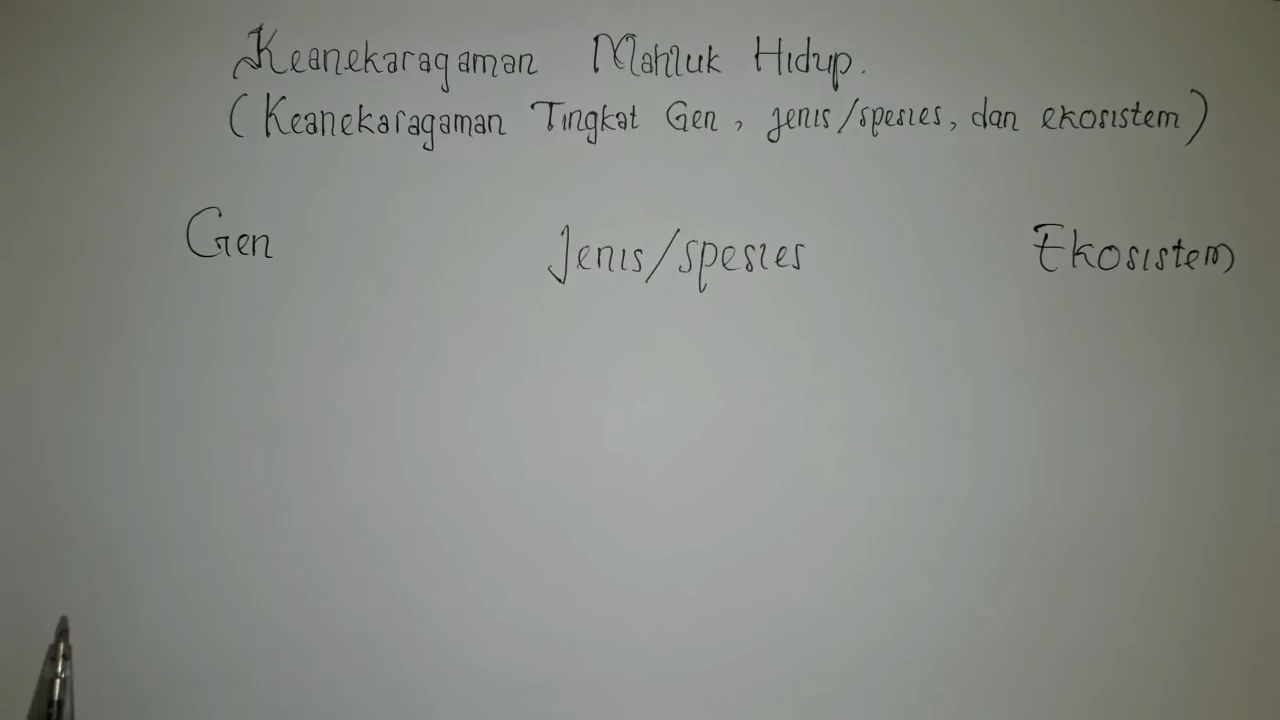 Keanekaragaman Mahluk Hidup.
(Keanekaragaman Tingkat Gen, jenis/spesies, dan ekosistem)
Gen Jenis/spesies Ekosistem